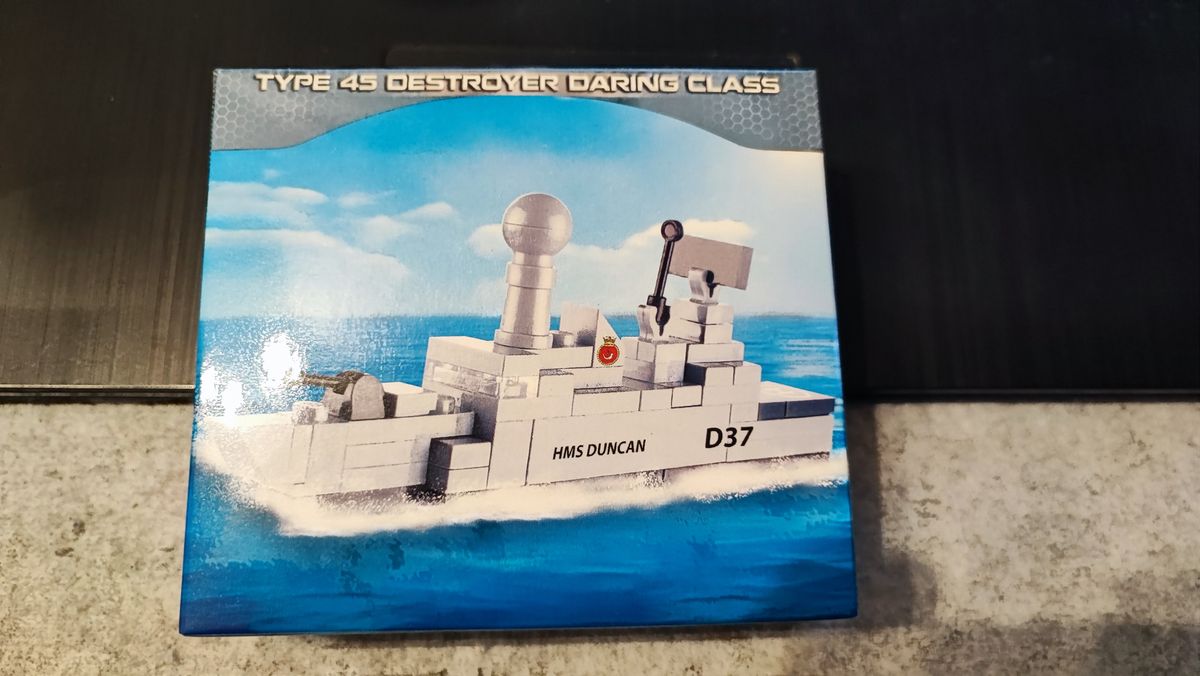 TYPE 45 DESTROYER DARING CLASS
HMS DUNCAN
D37